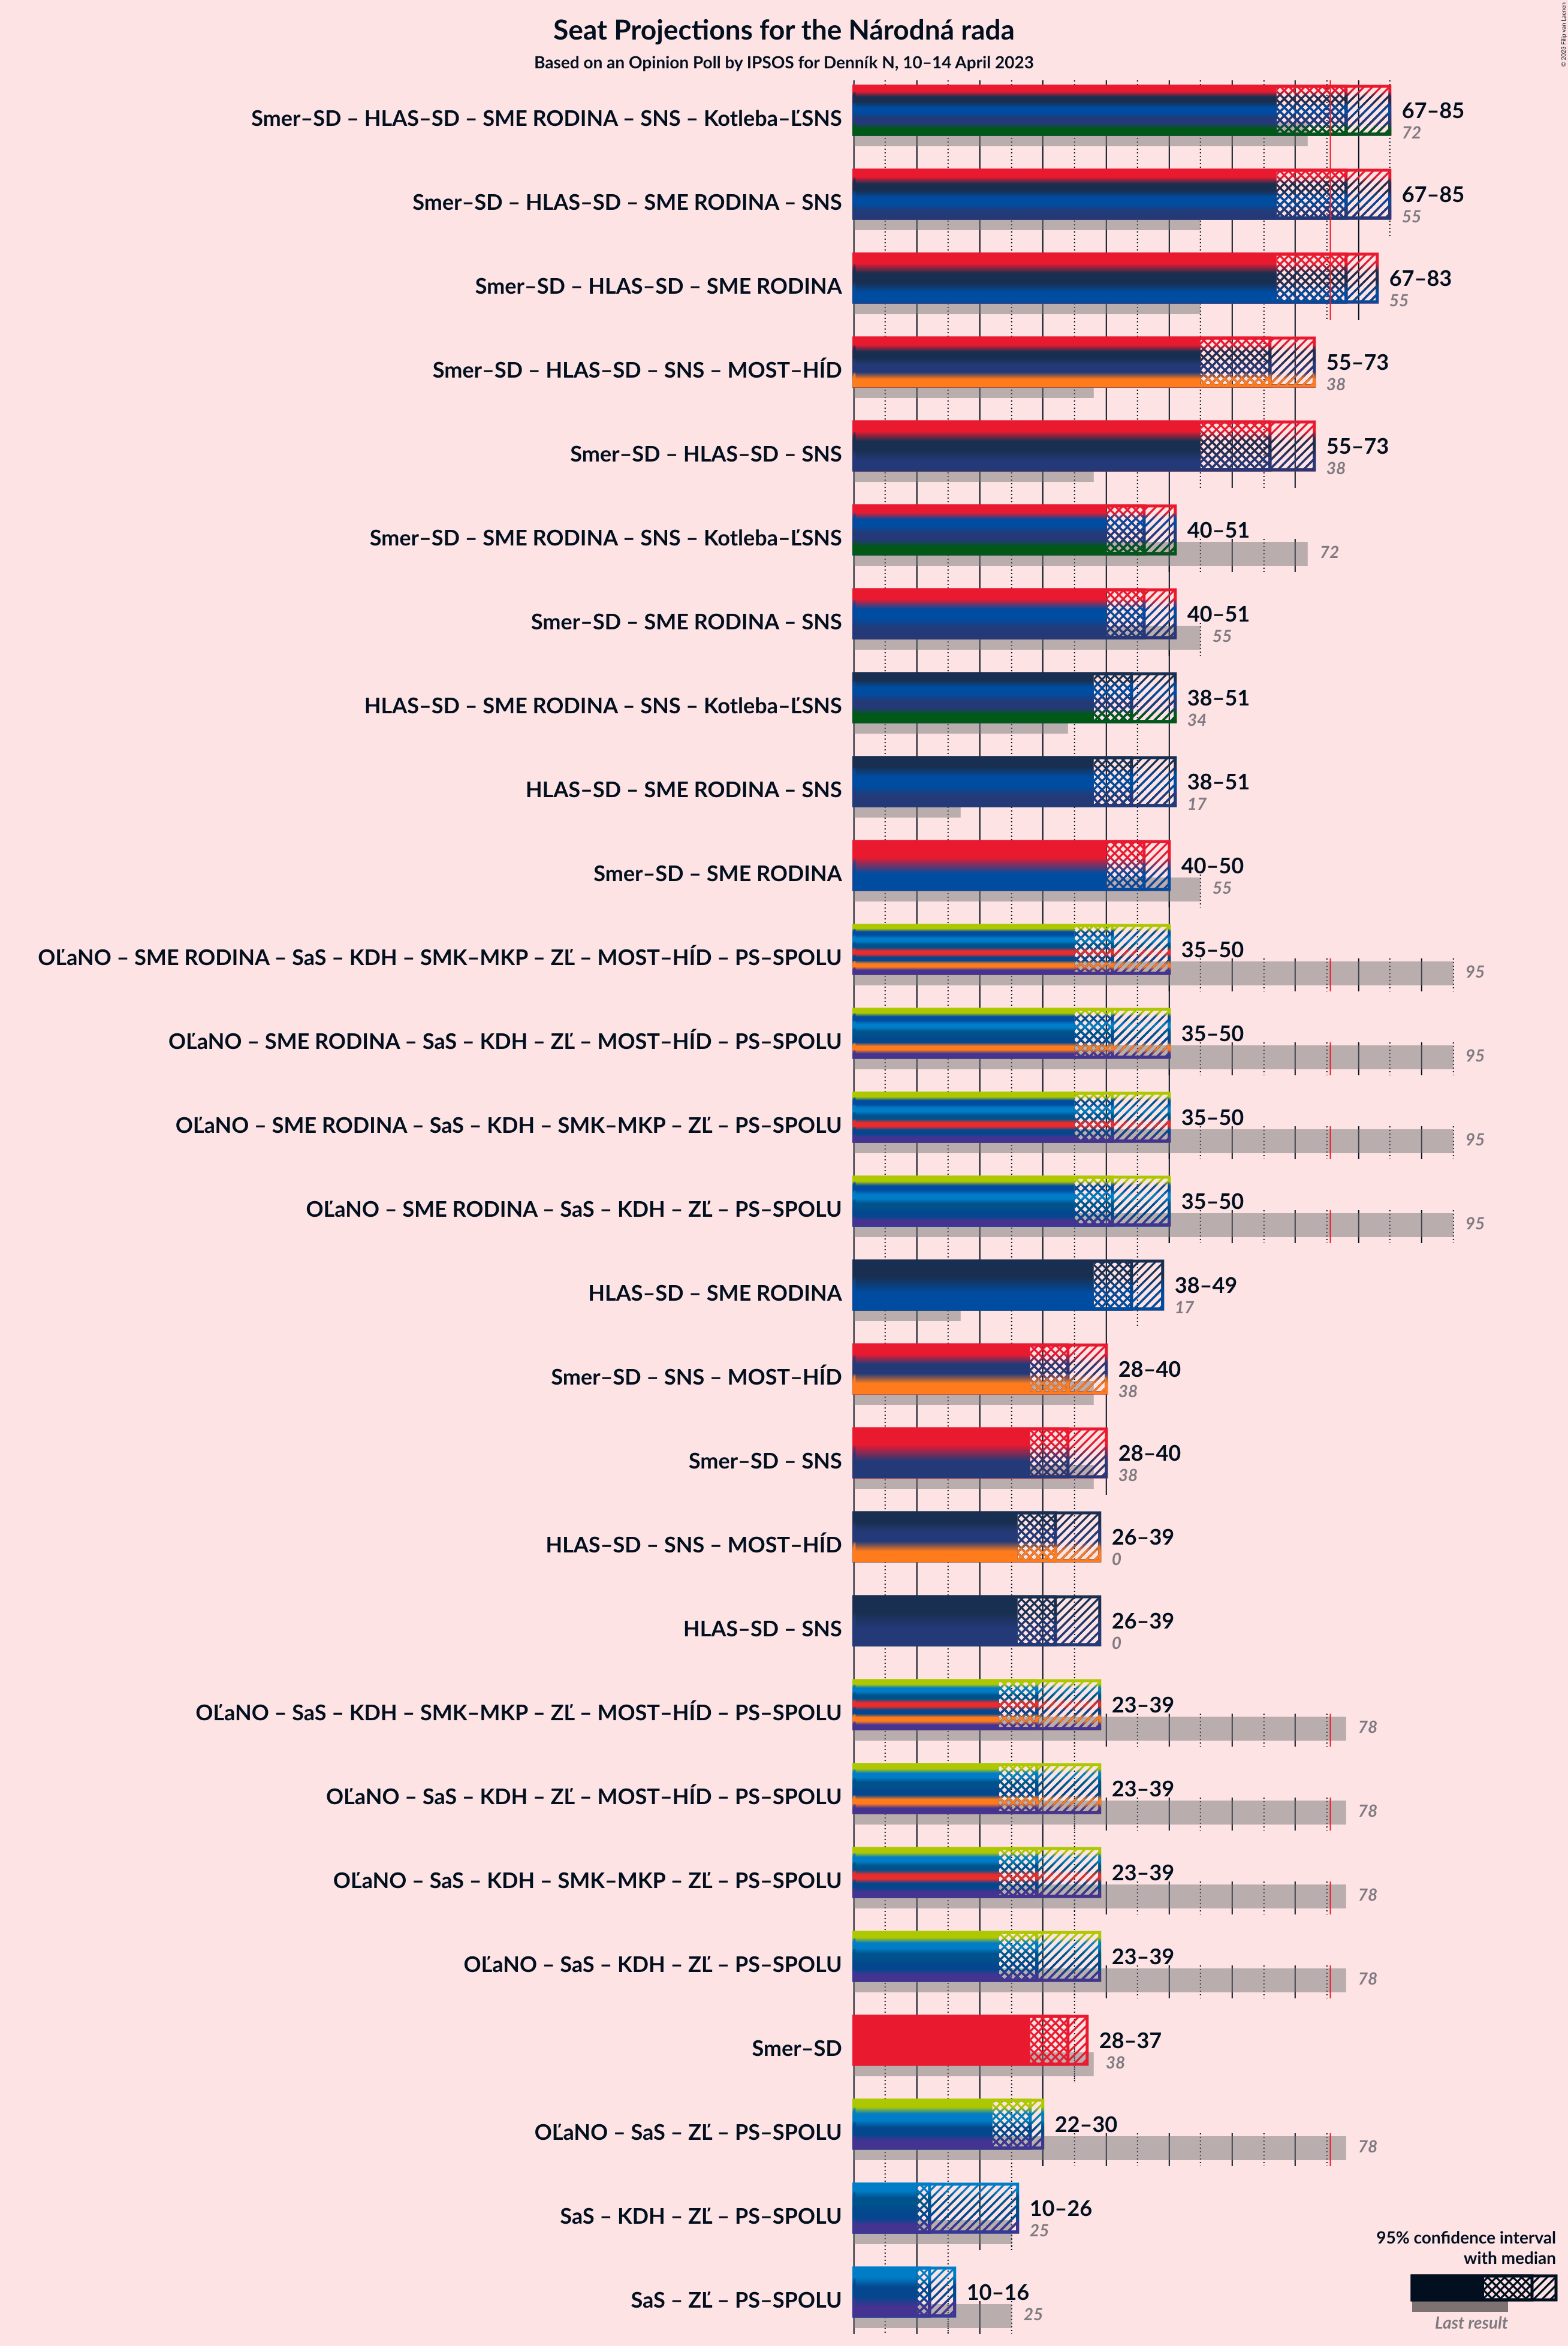 Seat Projections for the Národná rada
Based on an Opinion Poll by IPSOS for Denník N, 10–14 April 2023
© 2023 Filip van Laenen
Smer–SD – HLAS–SD – SME RODINA – SNS – Kotleba–ĽSNS
67–85
72
Smer–SD – HLAS–SD – SME RODINA – SNS
67–85
55
Smer–SD – HLAS–SD – SME RODINA
67–83
55
Smer–SD – HLAS–SD – SNS – MOST–HÍD
55–73
38
Smer–SD – HLAS–SD – SNS
55–73
38
Smer–SD – SME RODINA – SNS – Kotleba–ĽSNS
40–51
72
Smer–SD – SME RODINA – SNS
40–51
55
HLAS–SD – SME RODINA – SNS – Kotleba–ĽSNS
38–51
34
HLAS–SD – SME RODINA – SNS
38–51
17
Smer–SD – SME RODINA
40–50
55
OĽaNO – SME RODINA – SaS – KDH – SMK–MKP – ZĽ – MOST–HÍD – PS–SPOLU
35–50
95
OĽaNO – SME RODINA – SaS – KDH – ZĽ – MOST–HÍD – PS–SPOLU
35–50
95
OĽaNO – SME RODINA – SaS – KDH – SMK–MKP – ZĽ – PS–SPOLU
35–50
95
OĽaNO – SME RODINA – SaS – KDH – ZĽ – PS–SPOLU
35–50
95
HLAS–SD – SME RODINA
38–49
17
Smer–SD – SNS – MOST–HÍD
28–40
38
Smer–SD – SNS
28–40
38
HLAS–SD – SNS – MOST–HÍD
26–39
0
HLAS–SD – SNS
26–39
0
OĽaNO – SaS – KDH – SMK–MKP – ZĽ – MOST–HÍD – PS–SPOLU
23–39
78
OĽaNO – SaS – KDH – ZĽ – MOST–HÍD – PS–SPOLU
23–39
78
OĽaNO – SaS – KDH – SMK–MKP – ZĽ – PS–SPOLU
23–39
78
OĽaNO – SaS – KDH – ZĽ – PS–SPOLU
23–39
78
Smer–SD
28–37
38
OĽaNO – SaS – ZĽ – PS–SPOLU
22–30
78
SaS – KDH – ZĽ – PS–SPOLU
10–26
25
SaS – ZĽ – PS–SPOLU
10–16
25
95% confidence interval
with median
Last result